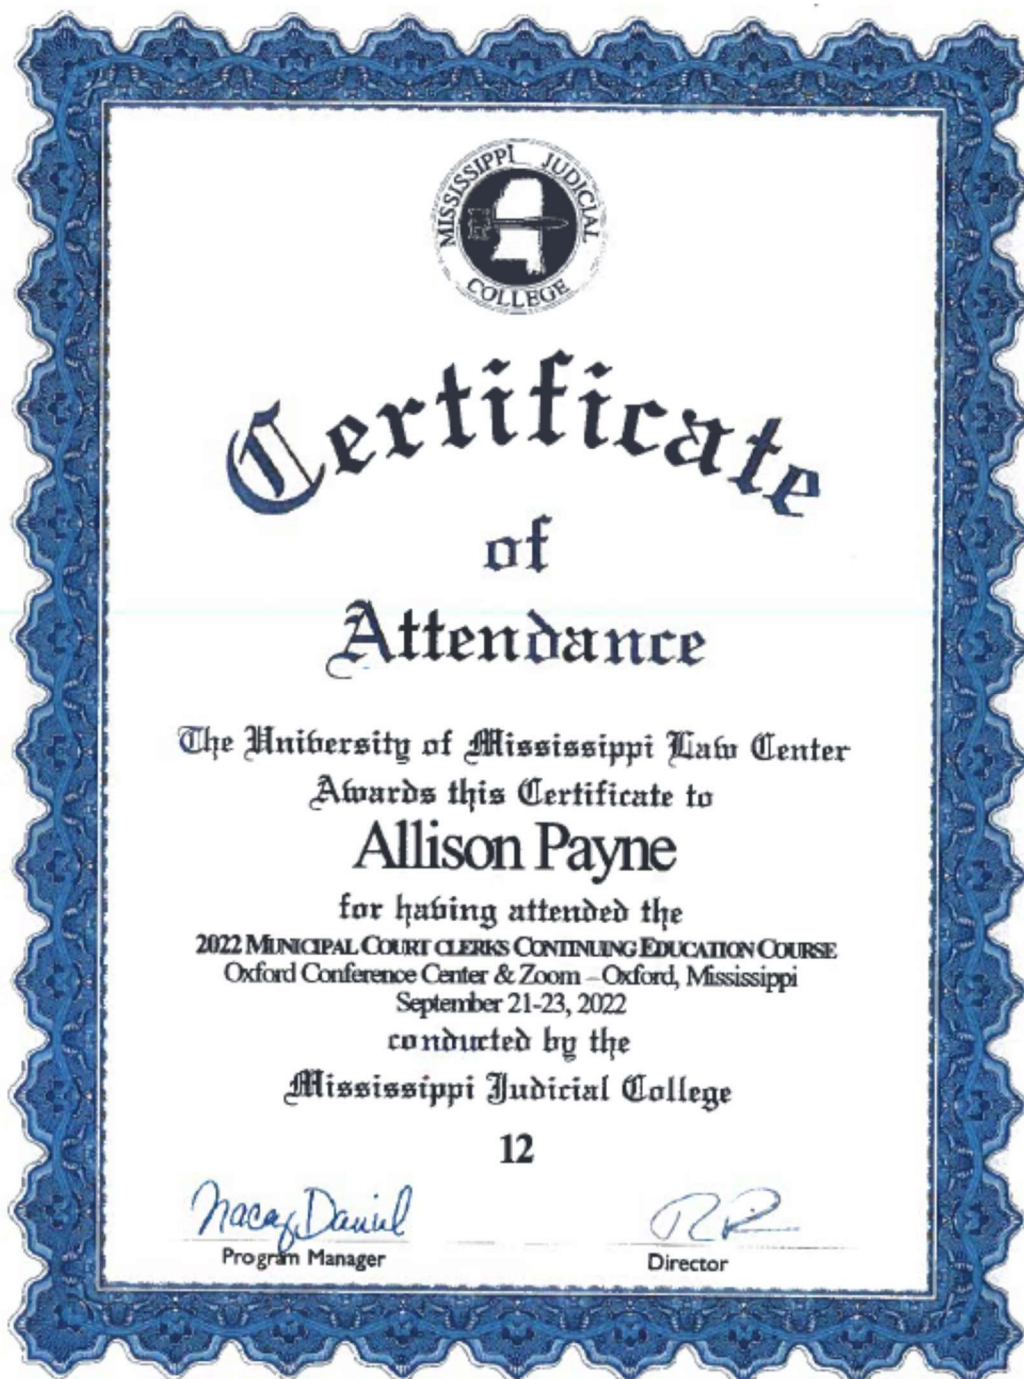 MISSISSIPPI JUDICIAL COLLEGE
Certificate
of
Attendance
The University of Mississippi Law Center
Awards this Certificate to
Allison Payne
for having attended the
2022 MUNICIPAL COURT CLERKS CONTINUING EDUCATION COURSE
Oxford Conference Center & Zoom – Oxford, Mississippi
September 21-23, 2022
conducted by the
Mississippi Judicial College
12
Daniel
Program Manager
Director